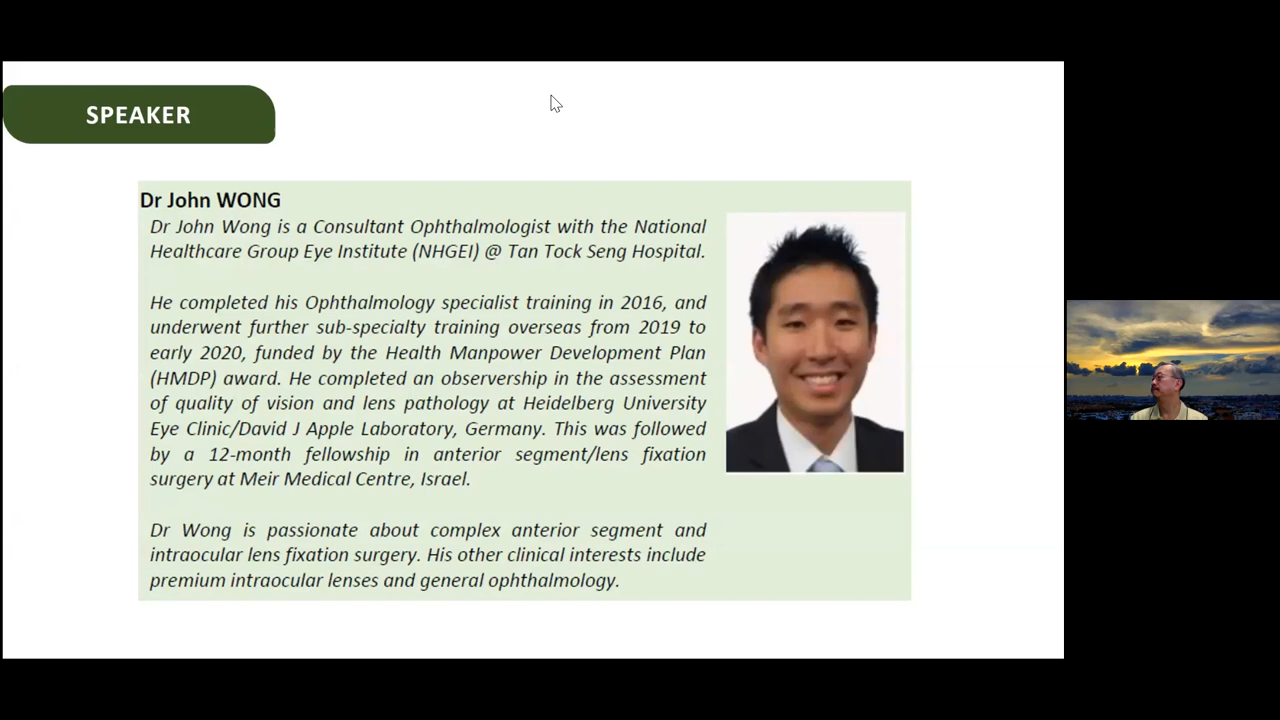 SPEAKER
Dr John WONG
Dr John Wong is a Consultant Ophthalmologist with the National
Healthcare Group Eye Institute (NHGEI) @ Tan Tock Seng Hospital.
He completed his Ophthalmology specialist training in 2016, and
underwent further sub-specialty training overseas from 2019 to
early 2020, funded by the Health Manpower Development Plan
(HMDP) award. He completed an observership in the assessment
of quality of vision and lens pathology at Heidelberg University
Eye Clinic/David J Apple Laboratory, Germany. This was followed
by a 12-month fellowship in anterior segment/lens fixation
surgery at Meir Medical Centre, Israel.
Dr Wong is passionate about complex anterior segment and
intraocular lens fixation surgery. His other clinical interests include
premium intraocular lenses and general ophthalmology.